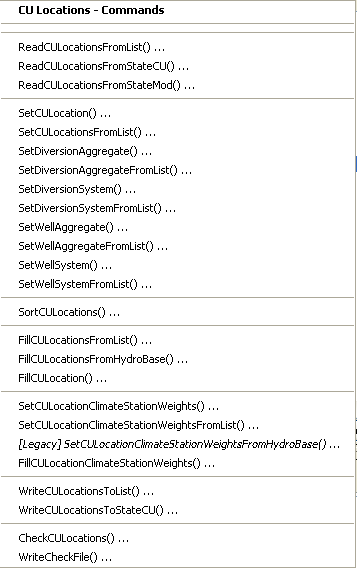 CU Locations - Commands
ReadCULocationsFromList() ...
ReadCULocationsFromStateCU() ...
ReadCULocationsFromStateMod() ...
SetCULocation() ...
SetCULocationsFromList() ...
SetDiversionAggregate() ...
SetDiversionAggregateFromList() ...
SetDiversionSystem() ...
SetDiversionSystemFromList() ...
SetWellAggregate() ...
SetWellAggregateFromList() ...
SetWellSystem() ...
SetWellSystemFromList() ...
SortCULocations() ...
FillCULocationsFromList() ...
FillCULocationsFromHydroBase() ...
FillCULocation() ...
SetCULocationClimateStationWeights() ...
SetCULocationClimateStationWeightsFromList() ...
[Legacy] SetCULocationClimateStationWeightsFromHydroBase() ...
FillCULocationClimateStationWeights() ...
WriteCULocationsToList() ...
WriteCULocationsToStateCU() ...
CheckCULocations() ...
WriteCheckFile() ...